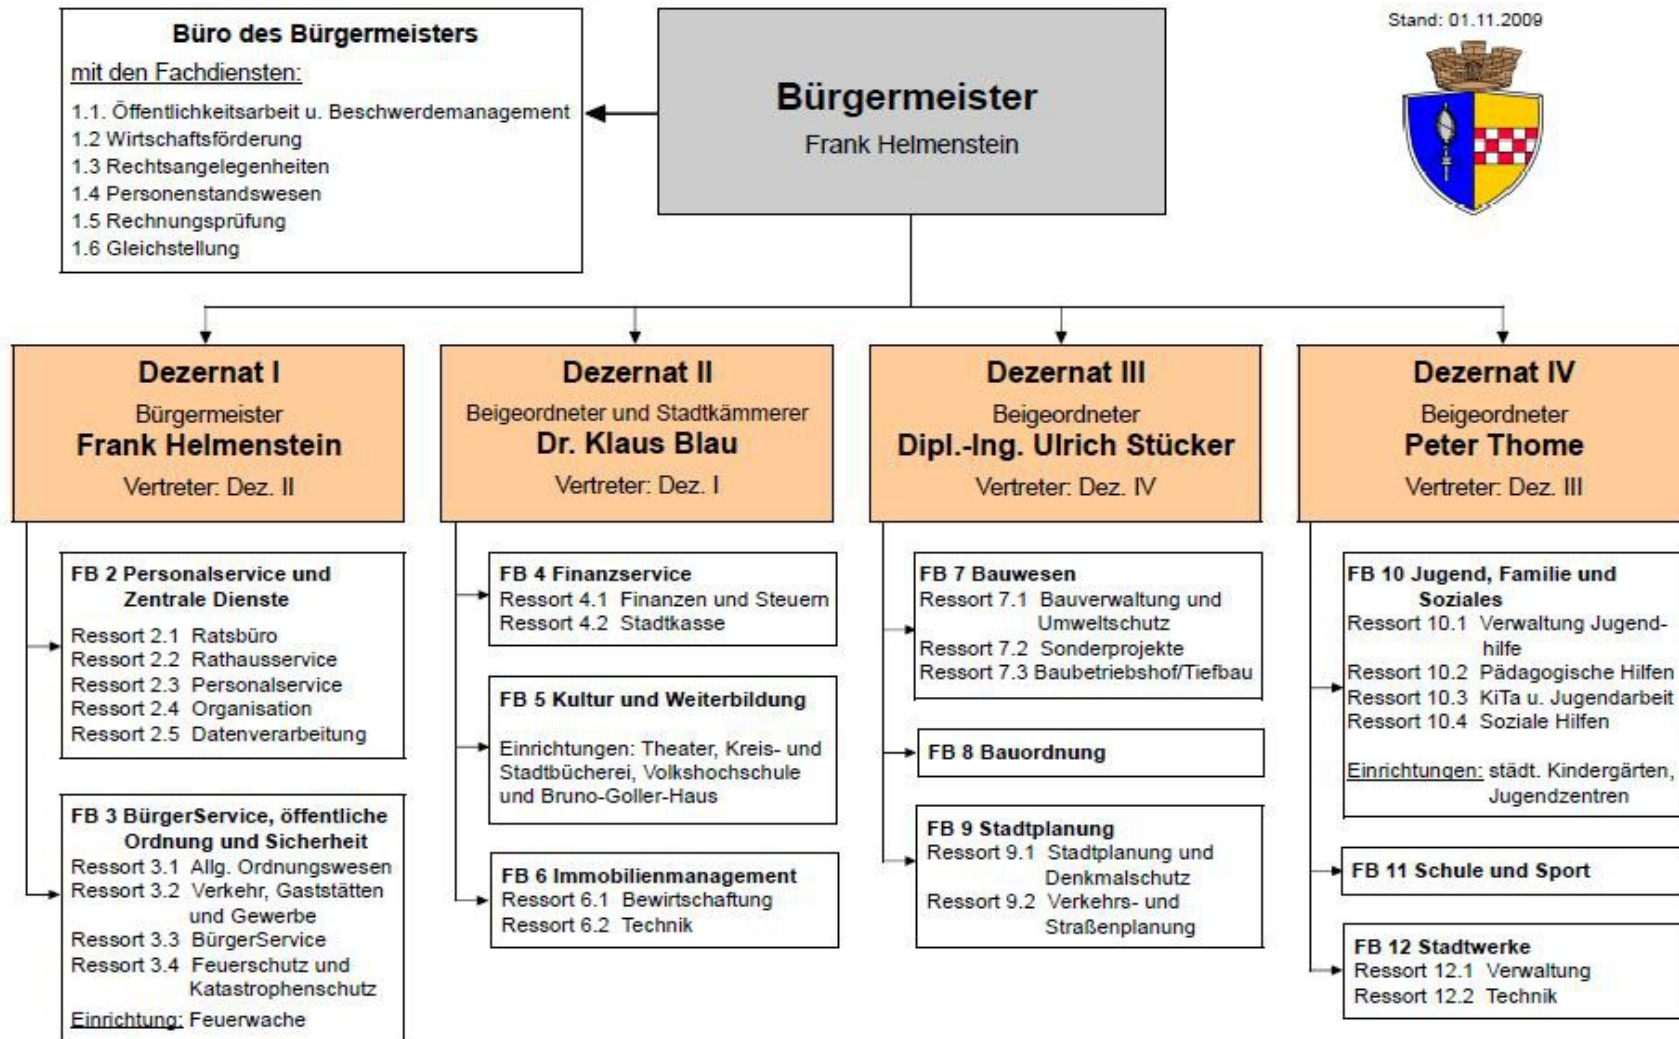 Büro des Bürgermeisters
mit den Fachdiensten:
1.1. Öffentlichkeitsarbeit u. Beschwerdemanagement
1.2 Wirtschaftsförderung
1.3 Rechtsangelegenheiten
1.4 Personenstandswesen
1.5 Rechnungsprüfung
1.6 Gleichstellung
Bürgermeister
Frank Helmenstein
Stand: 01.11.2009
Dezernat I
Bürgermeister
Frank Helmenstein
Vertreter: Dez. II
FB 2 Personalservice und
Zentrale Dienste
Ressort 2.1 Ratsbüro
Ressort 2.2 Rathausservice
Ressort 2.3 Personalservice
Ressort 2.4 Organisation
Ressort 2.5 Datenverarbeitung
FB 3 BürgerService, öffentliche
Ordnung und Sicherheit
Ressort 3.1 Allg. Ordnungswesen
Ressort 3.2 Verkehr, Gaststätten
und Gewerbe
Ressort 3.3 BürgerService
Ressort 3.4 Feuerschutz und
Katastrophenschutz
Einrichtung: Feuerwache
Dezernat II
Beigeordneter und Stadtkämmerer
Dr. Klaus Blau
Vertreter: Dez. I
FB 4 Finanzservice
Ressort 4.1 Finanzen und Steuern
Ressort 4.2 Stadtkasse
FB 5 Kultur und Weiterbildung
Einrichtungen: Theater, Kreis- und
Stadtbücherei, Volkshochschule
und Bruno-Goller-Haus
FB 6 Immobilienmanagement
Ressort 6.1 Bewirtschaftung
Ressort 6.2 Technik
Dezernat III
Beigeordneter
Dipl.-Ing. Ulrich Stücker
Vertreter: Dez. IV
FB 7 Bauwesen
Ressort 7.1 Bauverwaltung und
Umweltschutz
Ressort 7.2 Sonderprojekte
Ressort 7.3 Baubetriebshof/Tiefbau
FB 8 Bauordnung
FB 9 Stadtplanung
Ressort 9.1 Stadtplanung und
Denkmalschutz
Ressort 9.2 Verkehrs- und
Straßenplanung
Dezernat IV
Beigeordneter
Peter Thome
Vertreter: Dez. III
FB 10 Jugend, Familie und
Soziales
Ressort 10.1 Verwaltung Jugend-
hilfe
Ressort 10.2 Pädagogische Hilfen
Ressort 10.3 KiTa u. Jugendarbeit
Ressort 10.4 Soziale Hilfen
Einrichtungen: städt. Kindergärten,
Jugendzentren
FB 11 Schule und Sport
FB 12 Stadtwerke
Ressort 12.1 Verwaltung
Ressort 12.2 Technik